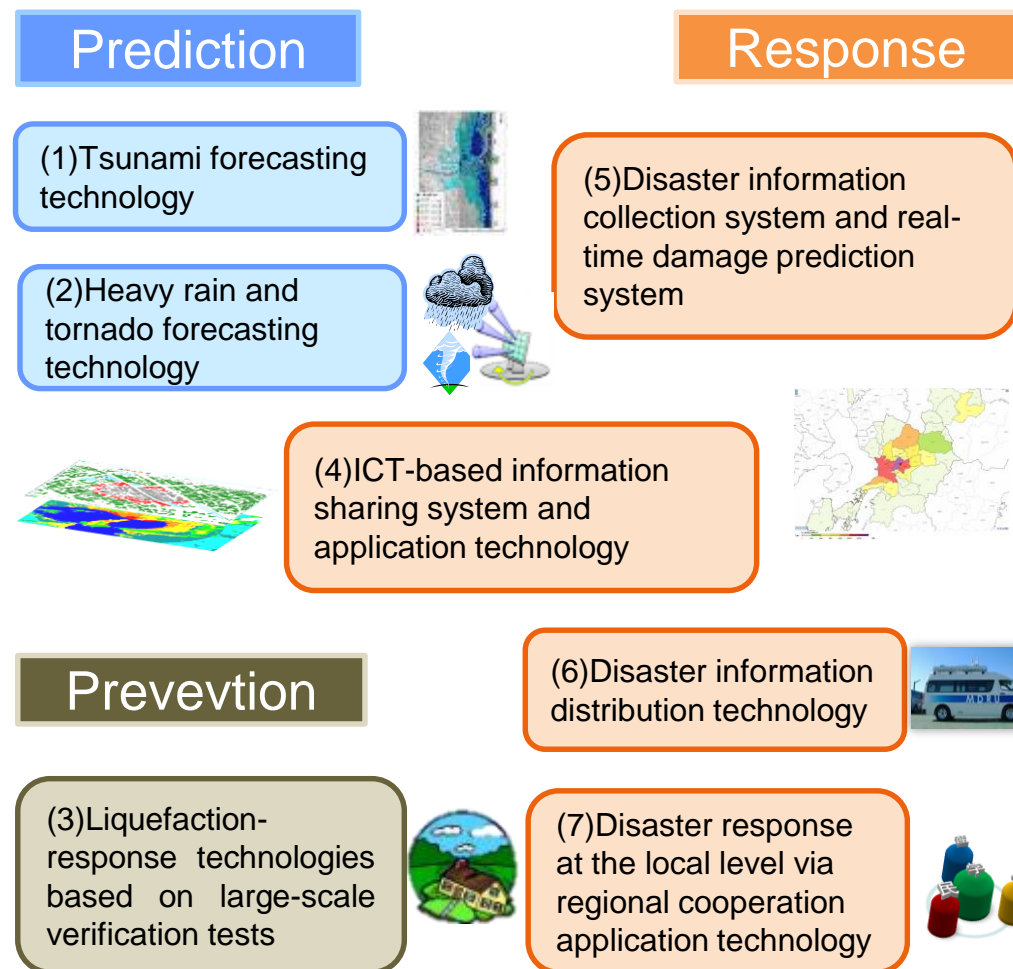 Prediction
Response
(1)Tsunami forecasting
technology
(2)Heavy rain and
tornado forecasting
technology
(5)Disaster information
collection system and real-
time damage prediction
system
(4)ICT-based information
sharing system and
application technology
Prevevtion
(3)Liquefaction-
response technologies
based on large-scale
verification tests
(6)Disaster information
distribution technology
MDRU
(7)Disaster response
at the local level via
regional cooperation
application technology